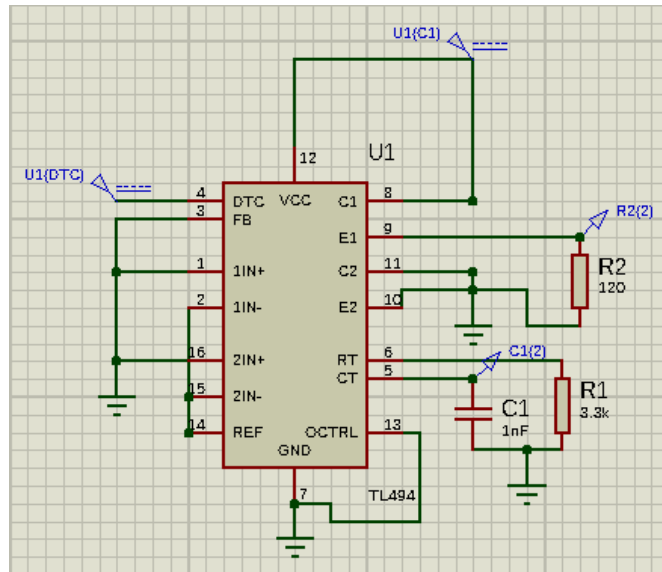 U1(C1)
12
U1
U1(DTC)
4
DTC
VCC
C1
8
3
FB
E1
9
R2(2)
1
1IN+
C2
11
R2
120
2
1IN-
E2
10
16
2IN+
RT
6
C1(2)
CT
5
15
2IN-
C1
R1
3.3k
1nF
14
REF
OCTRL
13
GND
7
TL494